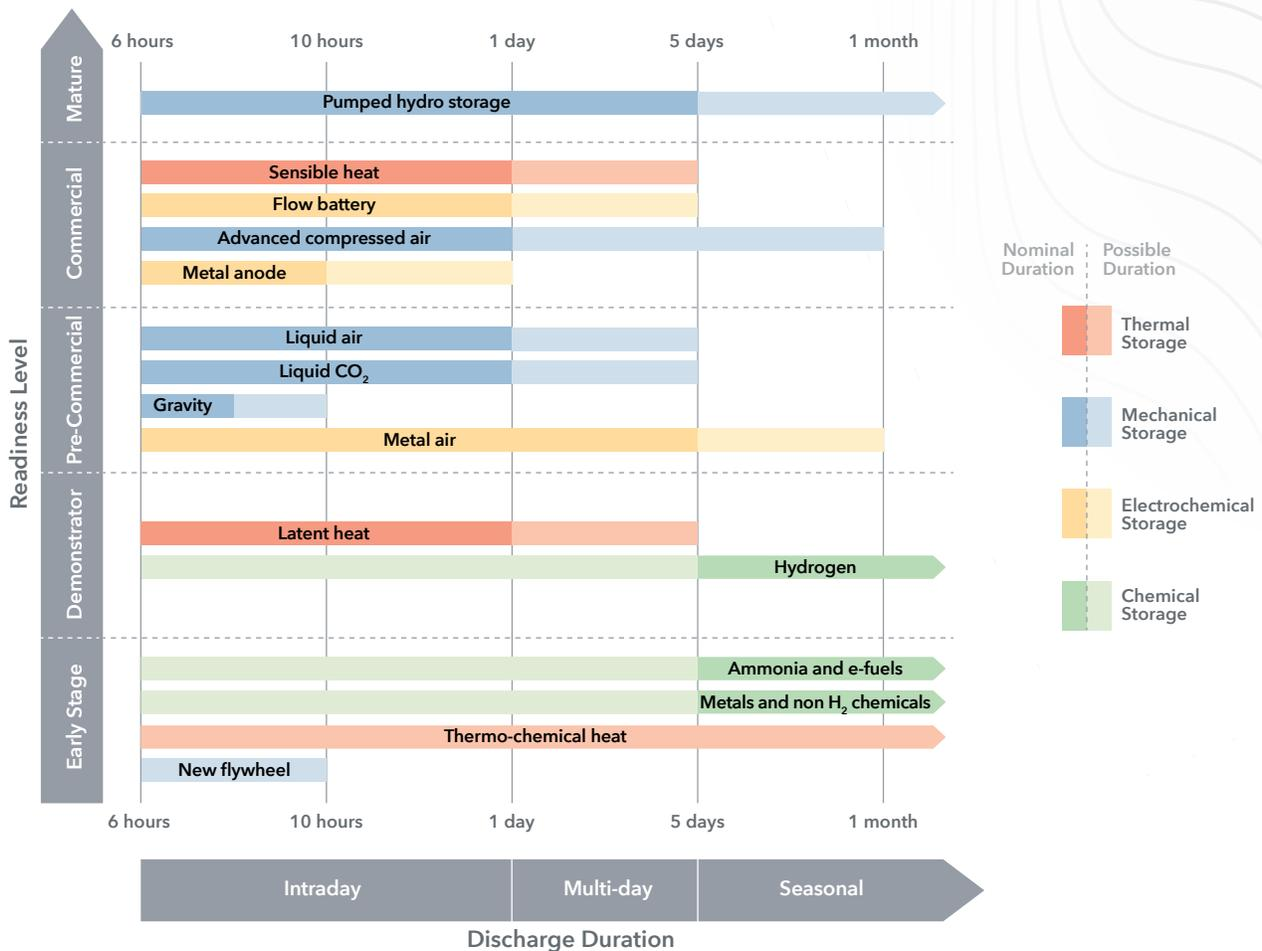 6 hours
10 hours
1 day
5 days
1 month
Mature
Pumped hydro storage
Commercial
Sensible heat
Flow battery
Advanced compressed air
Metal anode
Pre-Commercial
Liquid air
Liquid CO₂
Gravity
Metal air
Readiness Level
Demonstrator
Latent heat
Hydrogen
Early Stage
Ammonia and e-fuels
Metals and non H₂ chemicals
Thermo-chemical heat
New flywheel
6 hours
10 hours
1 day
5 days
1 month
Intraday
Multi-day
Seasonal
Discharge Duration
Nominal
Duration
Possible
Duration
Thermal
Storage
Mechanical
Storage
Electrochemical
Storage
Chemical
Storage